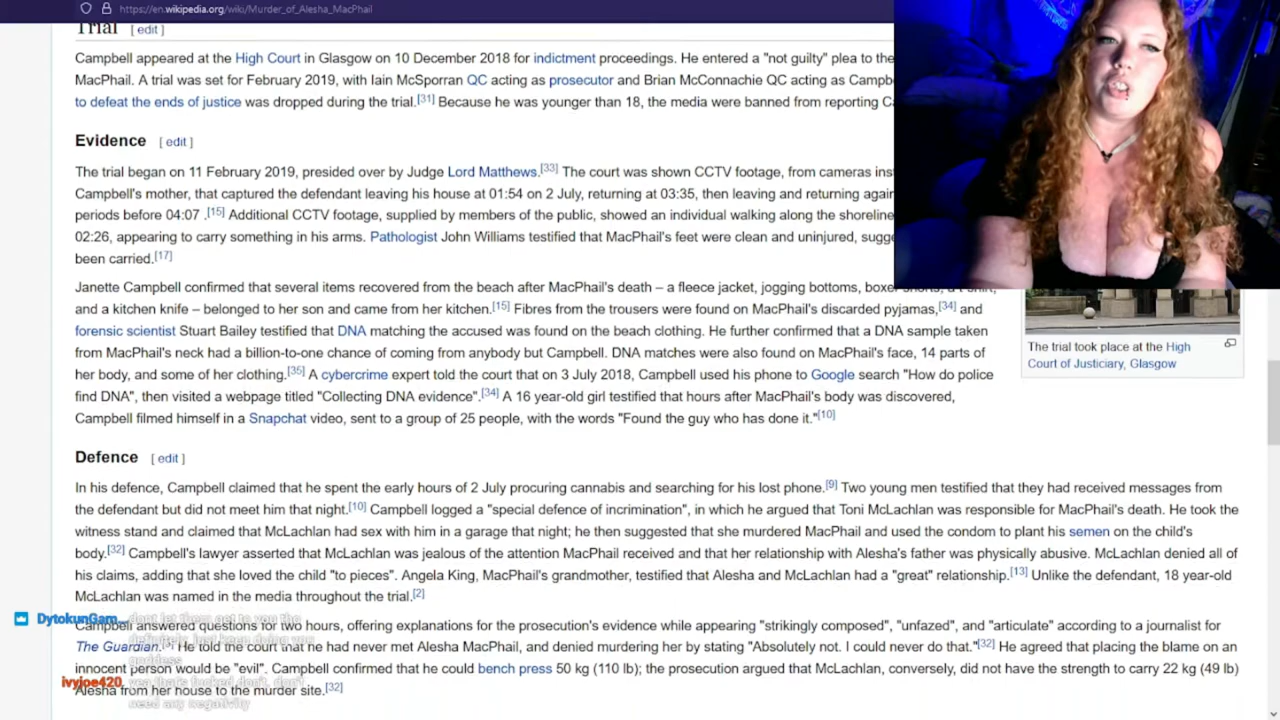 https://en.wikipedia.org/wiki/Murder_of_Alesha_MacPhail
Trial [ edit ]
Campbell appeared at the High Court in Glasgow on 10 December 2018 for indictment proceedings. He entered a "not guilty" plea to the
MacPhail. A trial was set for February 2019, with Iain McSporran QC acting as prosecutor and Brian McConnachie QC acting as Campb
to defeat the ends of justice was dropped during the trial.[31] Because he was younger than 18, the media were banned from reporting C
Evidence [ edit ]
The trial began on 11 February 2019, presided over by Judge Lord Matthews.[33] The court was shown CCTV footage, from cameras ins
Campbell's mother, that captured the defendant leaving his house at 01:54 on 2 July, returning at 03:35, then leaving and returning again
periods before 04:07 .[15] Additional CCTV footage, supplied by members of the public, showed an individual walking along the shoreline
02:26, appearing to carry something in his arms. Pathologist John Williams testified that MacPhail's feet were clean and uninjured, sugge
been carried.[17]
Janette Campbell confirmed that several items recovered from the beach after MacPhail's death – a fleece jacket, jogging bottoms, boxer shorts, a t-shirt,
and a kitchen knife – belonged to her son and came from her kitchen.[15] Fibres from the trousers were found on MacPhail's discarded pyjamas,[34] and
forensic scientist Stuart Bailey testified that DNA matching the accused was found on the beach clothing. He further confirmed that a DNA sample taken
from MacPhail's neck had a billion-to-one chance of coming from anybody but Campbell. DNA matches were also found on MacPhail's face, 14 parts of
her body, and some of her clothing.[35] A cybercrime expert told the court that on 3 July 2018, Campbell used his phone to Google search "How do police
find DNA", then visited a webpage titled "Collecting DNA evidence".[34] A 16 year-old girl testified that hours after MacPhail's body was discovered,
Campbell filmed himself in a Snapchat video, sent to a group of 25 people, with the words "Found the guy who has done it."[10]
The trial took place at the High
Court of Justiciary, Glasgow
Defence [ edit ]
In his defence, Campbell claimed that he spent the early hours of 2 July procuring cannabis and searching for his lost phone.[9] Two young men testified that they had received messages from
the defendant but did not meet him that night.[10] Campbell logged a "special defence of incrimination", in which he argued that Toni McLachlan was responsible for MacPhail's death. He took the
witness stand and claimed that McLachlan had sex with him in a garage that night; he then suggested that she murdered MacPhail and used the condom to plant his semen on the child's
body.[32] Campbell's lawyer asserted that McLachlan was jealous of the attention MacPhail received and that her relationship with Alesha's father was physically abusive. McLachlan denied all of
his claims, adding that she loved the child "to pieces". Angela King, MacPhail's grandmother, testified that Alesha and McLachlan had a "great" relationship.[13] Unlike the defendant, 18 year-old
McLachlan was named in the media throughout the trial.[2]
Campbell answered questions for two hours, offering explanations for the prosecution's evidence while appearing "strikingly composed", "unfazed", and "articulate" according to a journalist for
The Guardian. He told the court that he had never met Alesha MacPhail, and denied murdering her by stating "Absolutely not. I could never do that."[32] He agreed that placing the blame on an
innocent person would be "evil". Campbell confirmed that he could bench press 50 kg (110 lb); the prosecution argued that McLachlan, conversely, did not have the strength to carry 22 kg (49 lb)
Alesha from her house to the murder site.[32]
DytokunGam... dont let them get to you the
definitely just been doing you
goddess
ivyjoe420 yea that's fucked don't, don't
need any negativity